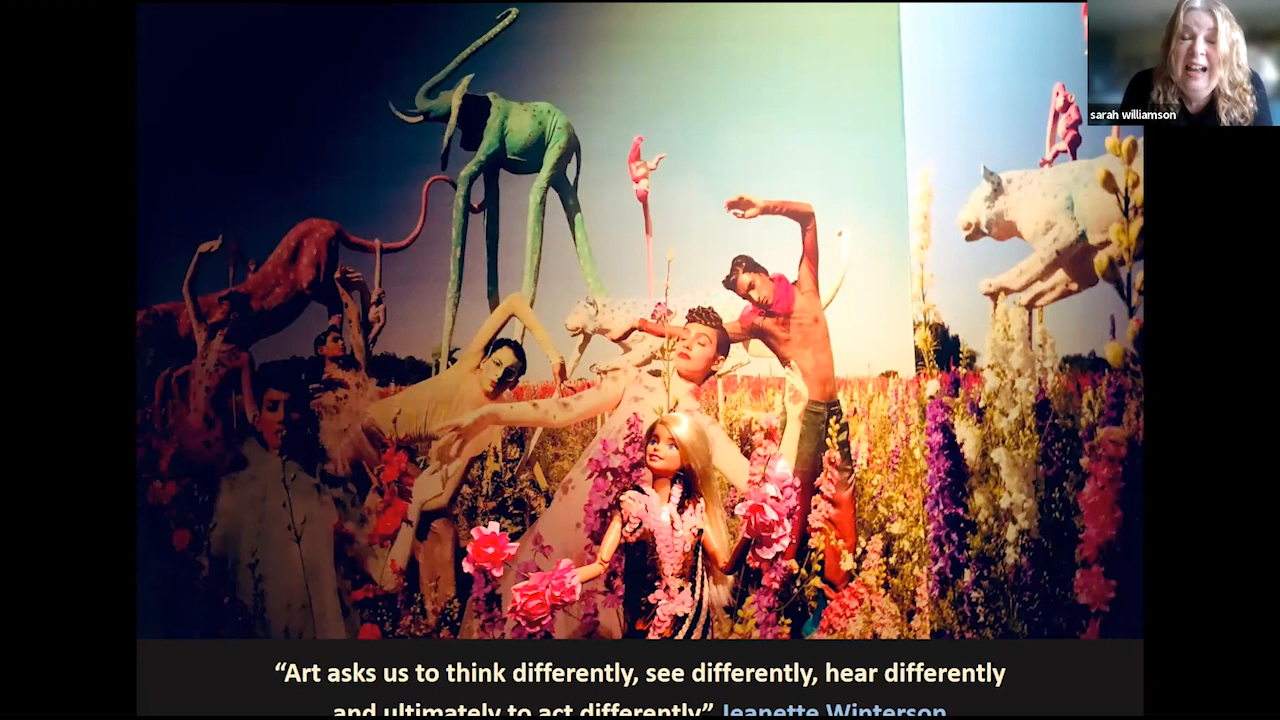 sarah williamson
“Art asks us to think differently, see differently, hear differently
and ultimately to act differently” Jeanette Winterson